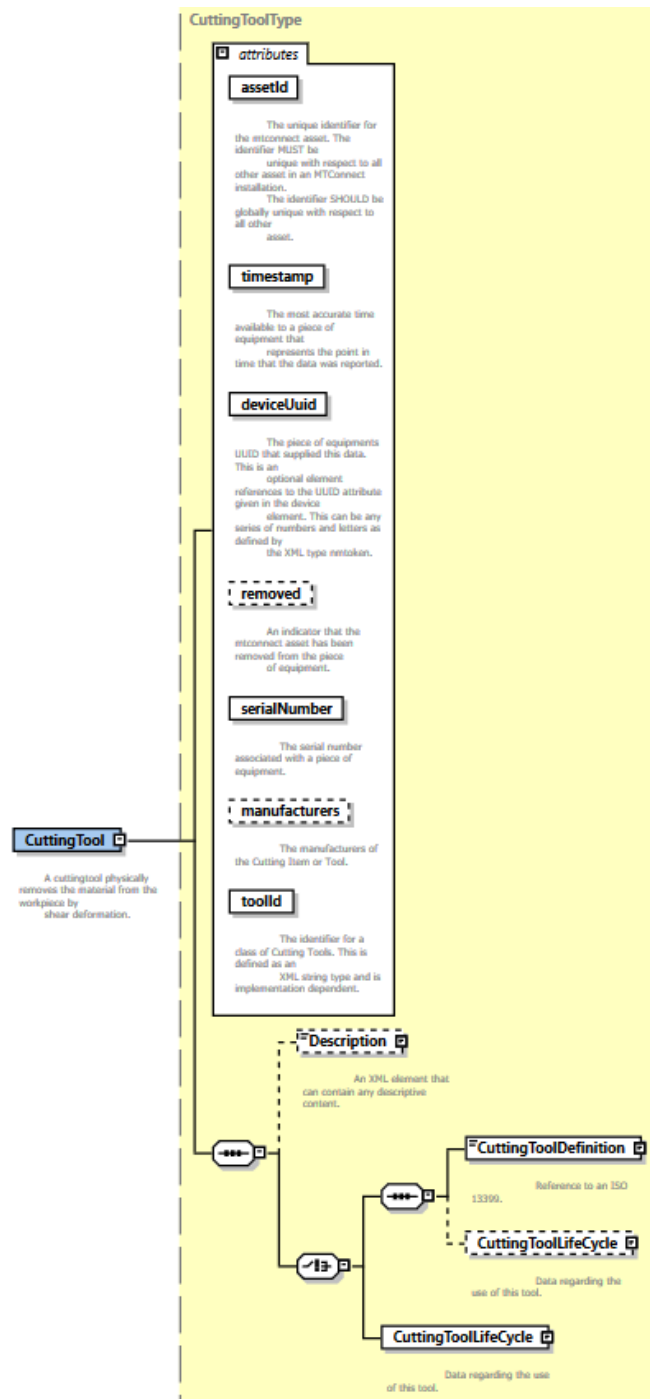 CuttingToolType
attributes
assetId
The unique identifier for
the mtconnect asset. The
identifier MUST be
unique with respect to all
other asset in an MTConnect
installation.
The identifier SHOULD be
globally unique with respect to
all other
asset.
timestamp
The most accurate time
available to a piece of
equipment that
represents the point in
time that the data was reported.
deviceUuid
The piece of equipments
UUID that supplied this data.
This is an
optional element
references to the UUID attribute
given in the device
element. This can be any
series of numbers and letters as
defined by
the XML type nmtoken.
removed
An indicator that the
mtconnect asset has been
removed from the piece
of equipment.
serialNumber
The serial number
associated with a piece of
equipment.
manufacturers
The manufacturers of
the Cutting Item or Tool.
toolId
The identifier for a
class of Cutting Tools. This is
defined as an
XML string type and is
implementation dependent.
CuttingTool
A cuttingtool physically
removes the material from the
workpiece by
shear deformation.
Description
An XML element that
can contain any descriptive
content.
CuttingToolDefinition
Reference to an ISO
13399.
CuttingToolLifeCycle
Data regarding the
use of this tool.
CuttingToolLifeCycle
Data regarding the use
of this tool.